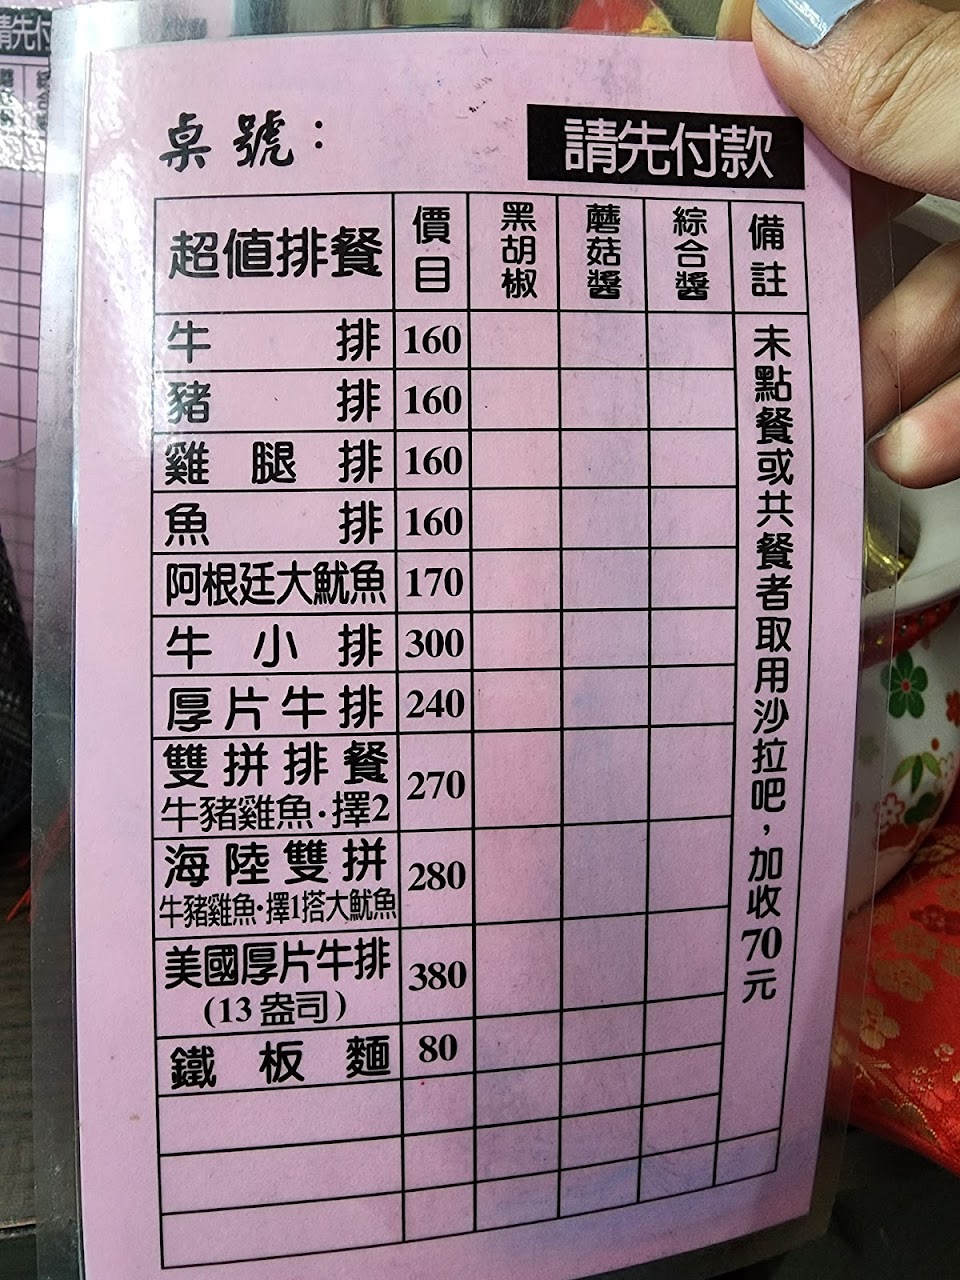 桌號：
請先付款
超值排餐 價目 黑胡椒 蘑菇醬 綜合醬 備註
牛排 160
豬排 160
雞腿排 160
魚排 160
阿根廷大魷魚 170
牛小排 300
厚片牛排 240
雙拼排餐 270
牛豬雞魚·擇2
海陸雙拼 280
牛豬雞魚·擇1搭大魷魚
美國厚片牛排 380
(13盎司)
鐵板麵 80
未點餐或共餐者取用沙拉吧，加收70元
請先付